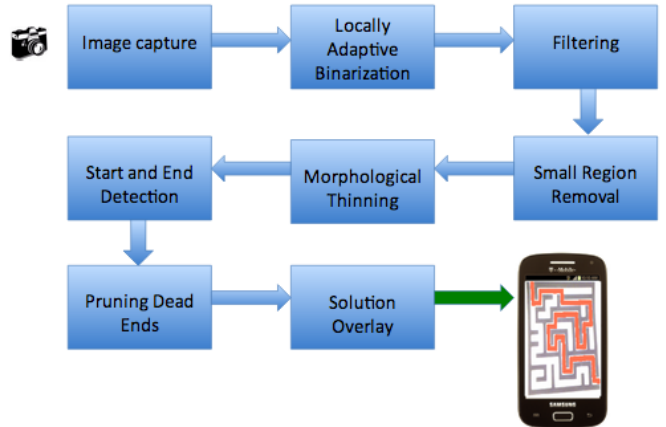 Image capture
Locally
Adaptive
Binarization
Filtering
Start and End
Detection
Morphological
Thinning
Small Region
Removal
Pruning Dead
Ends
Solution
Overlay
T··Mobile·
SAMSUNG